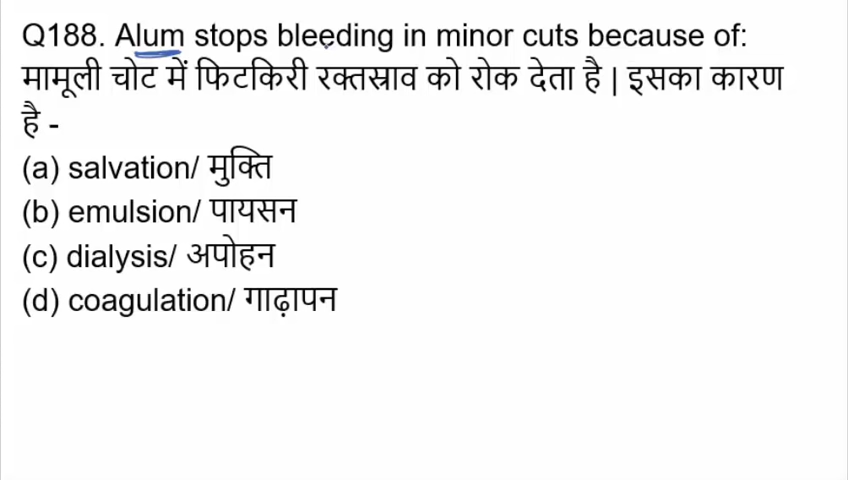 Q188. Alum stops bleeding in minor cuts because of:
मामूली चोट में फिटकिरी रक्तस्राव को रोक देता है | इसका कारण
है -
(a) salvation/ मुक्ति
(b) emulsion/ पायसन
(c) dialysis/ अपोहन
(d) coagulation/ गाढ़ापन